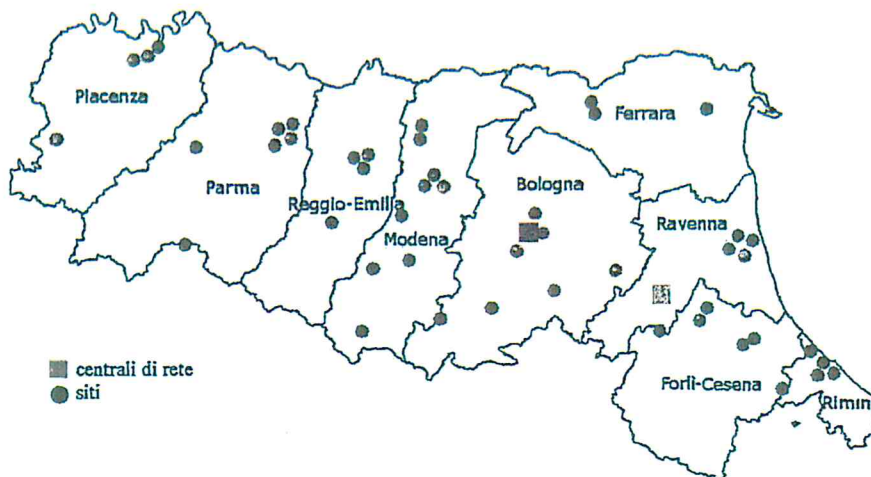 Piacenza
Ferrara
Parma
Reggio-Emilia
Bologna
Modena
Ravenna
Forlì-Cesena
Rimin
centrali di rete
siti